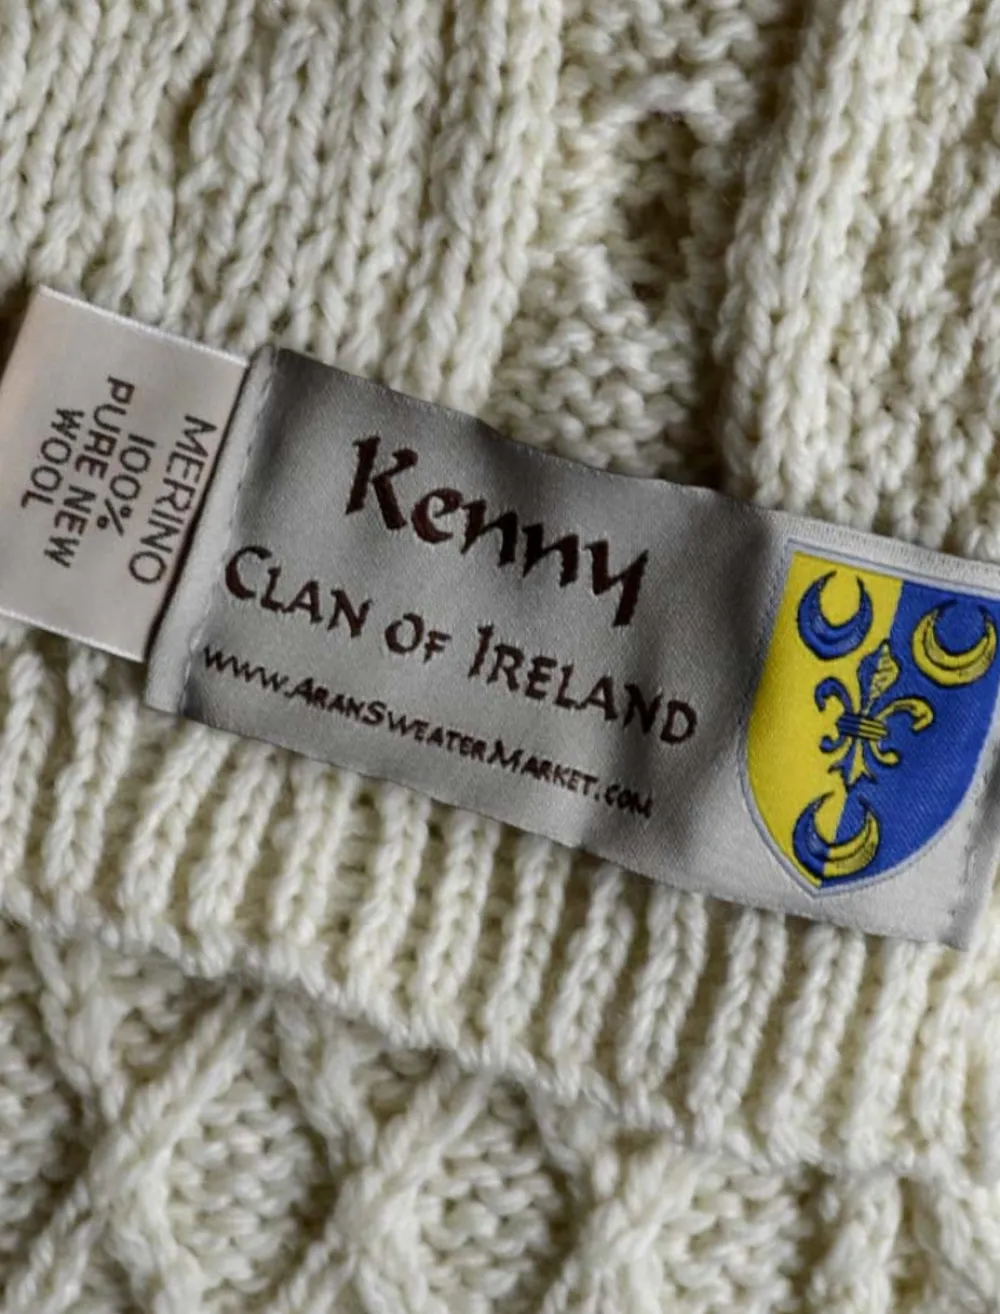 MERINO
100%
PURE NEW
WOOL
Kenny
CLAN OF IRELAND
www.ARANSWEATERMARKET.COM